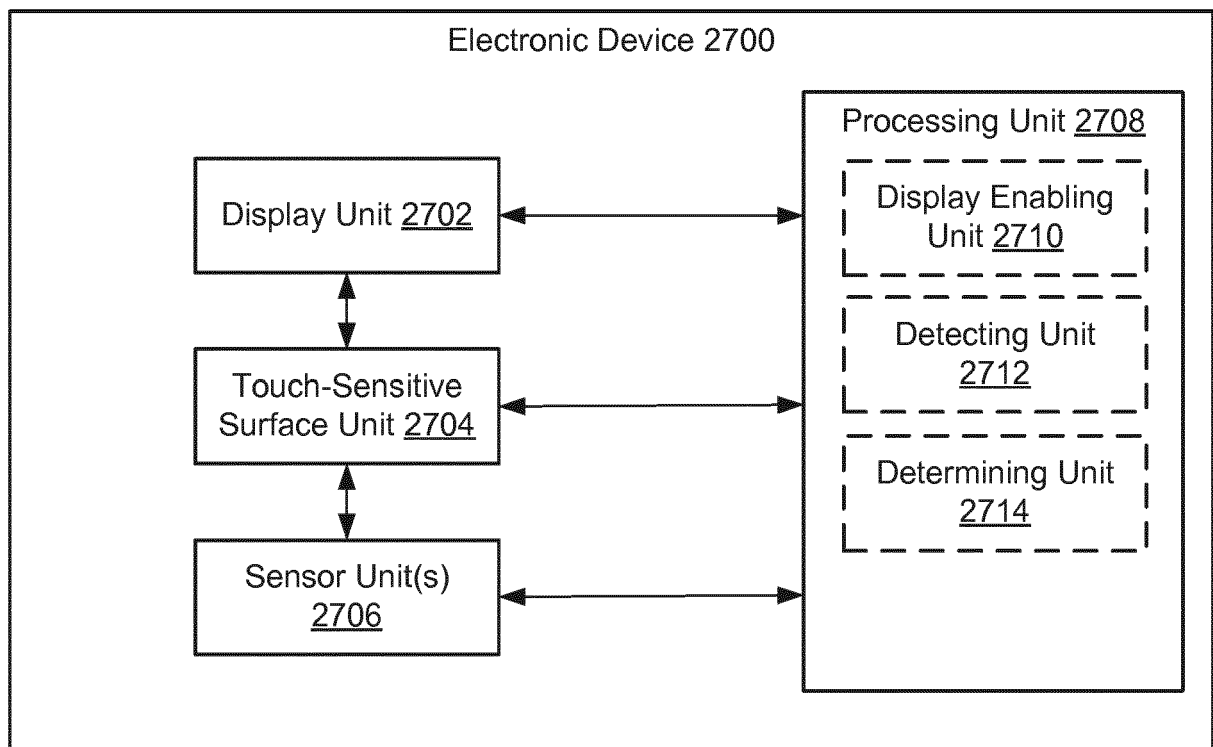 Electronic Device 2700
Processing Unit 2708
Display Enabling
Unit 2710
Display Unit 2702
Detecting Unit
2712
Touch-Sensitive
Surface Unit 2704
Determining Unit
2714
Sensor Unit(s)
2706